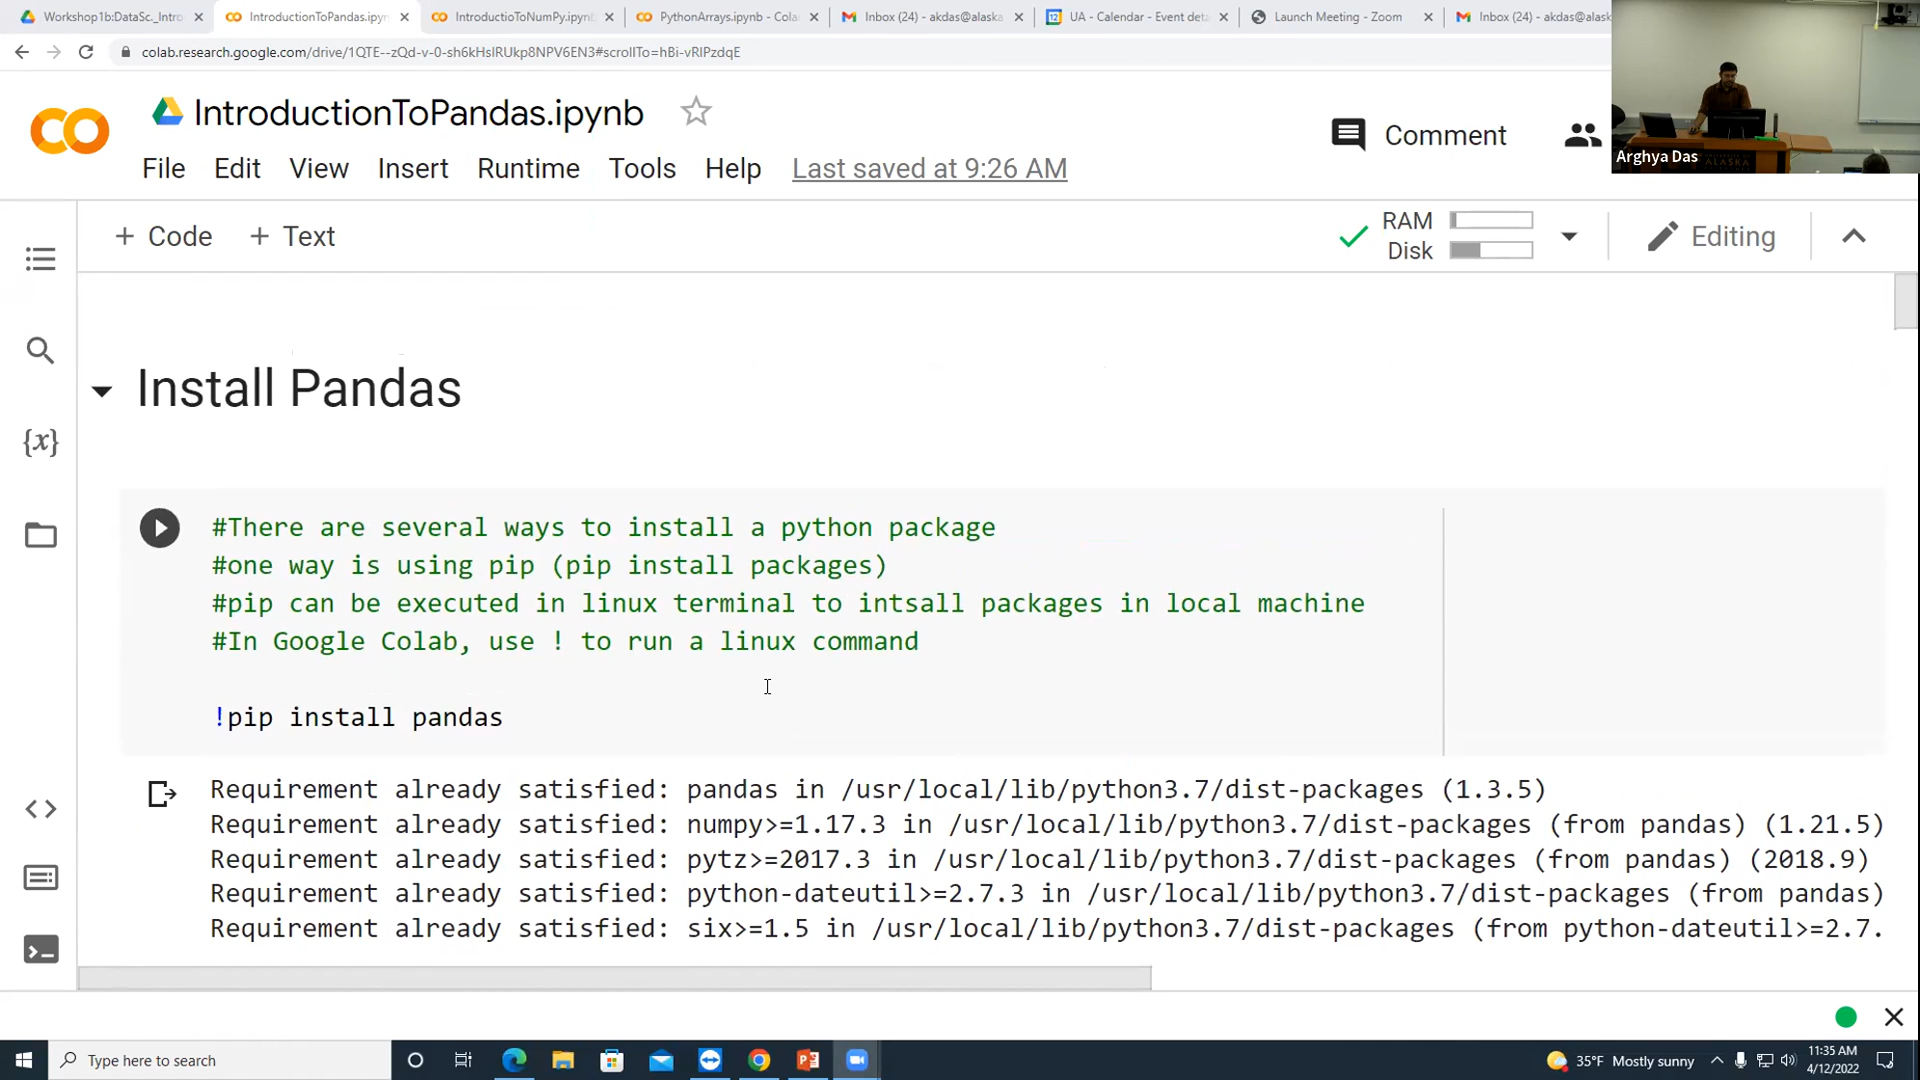 Workshop1b:DataSc._Intro
IntroductionToPandas.ipyn
IntroductioToNumPy.ipynb
PythonArrays.ipynb - Cola
Inbox (24) - akdas@alaska
UA - Calendar - Event deta
Launch Meeting - Zoom
Inbox (24) - akdas@alask
colab.research.google.com/drive/1QTE--zQd-v-0-sh6kHsIRUkp8NPV6EN3#scrollTo=hBi-vRlPzdqE
IntroductionToPandas.ipynb
Comment
Arghya Das
File Edit View Insert Runtime Tools Help Last saved at 9:26 AM
+ Code + Text
RAM
Disk
Editing
Install Pandas
#There are several ways to install a python package
#one way is using pip (pip install packages)
#pip can be executed in linux terminal to intsall packages in local machine
#In Google Colab, use ! to run a linux command
!pip install pandas
Requirement already satisfied: pandas in /usr/local/lib/python3.7/dist-packages (1.3.5)
Requirement already satisfied: numpy>=1.17.3 in /usr/local/lib/python3.7/dist-packages (from pandas) (1.21.5)
Requirement already satisfied: pytz>=2017.3 in /usr/local/lib/python3.7/dist-packages (from pandas) (2018.9)
Requirement already satisfied: python-dateutil>=2.7.3 in /usr/local/lib/python3.7/dist-packages (from pandas)
Requirement already satisfied: six>=1.5 in /usr/local/lib/python3.7/dist-packages (from python-dateutil>=2.7.
Type here to search
35°F Mostly sunny
11:35 AM
4/12/2022